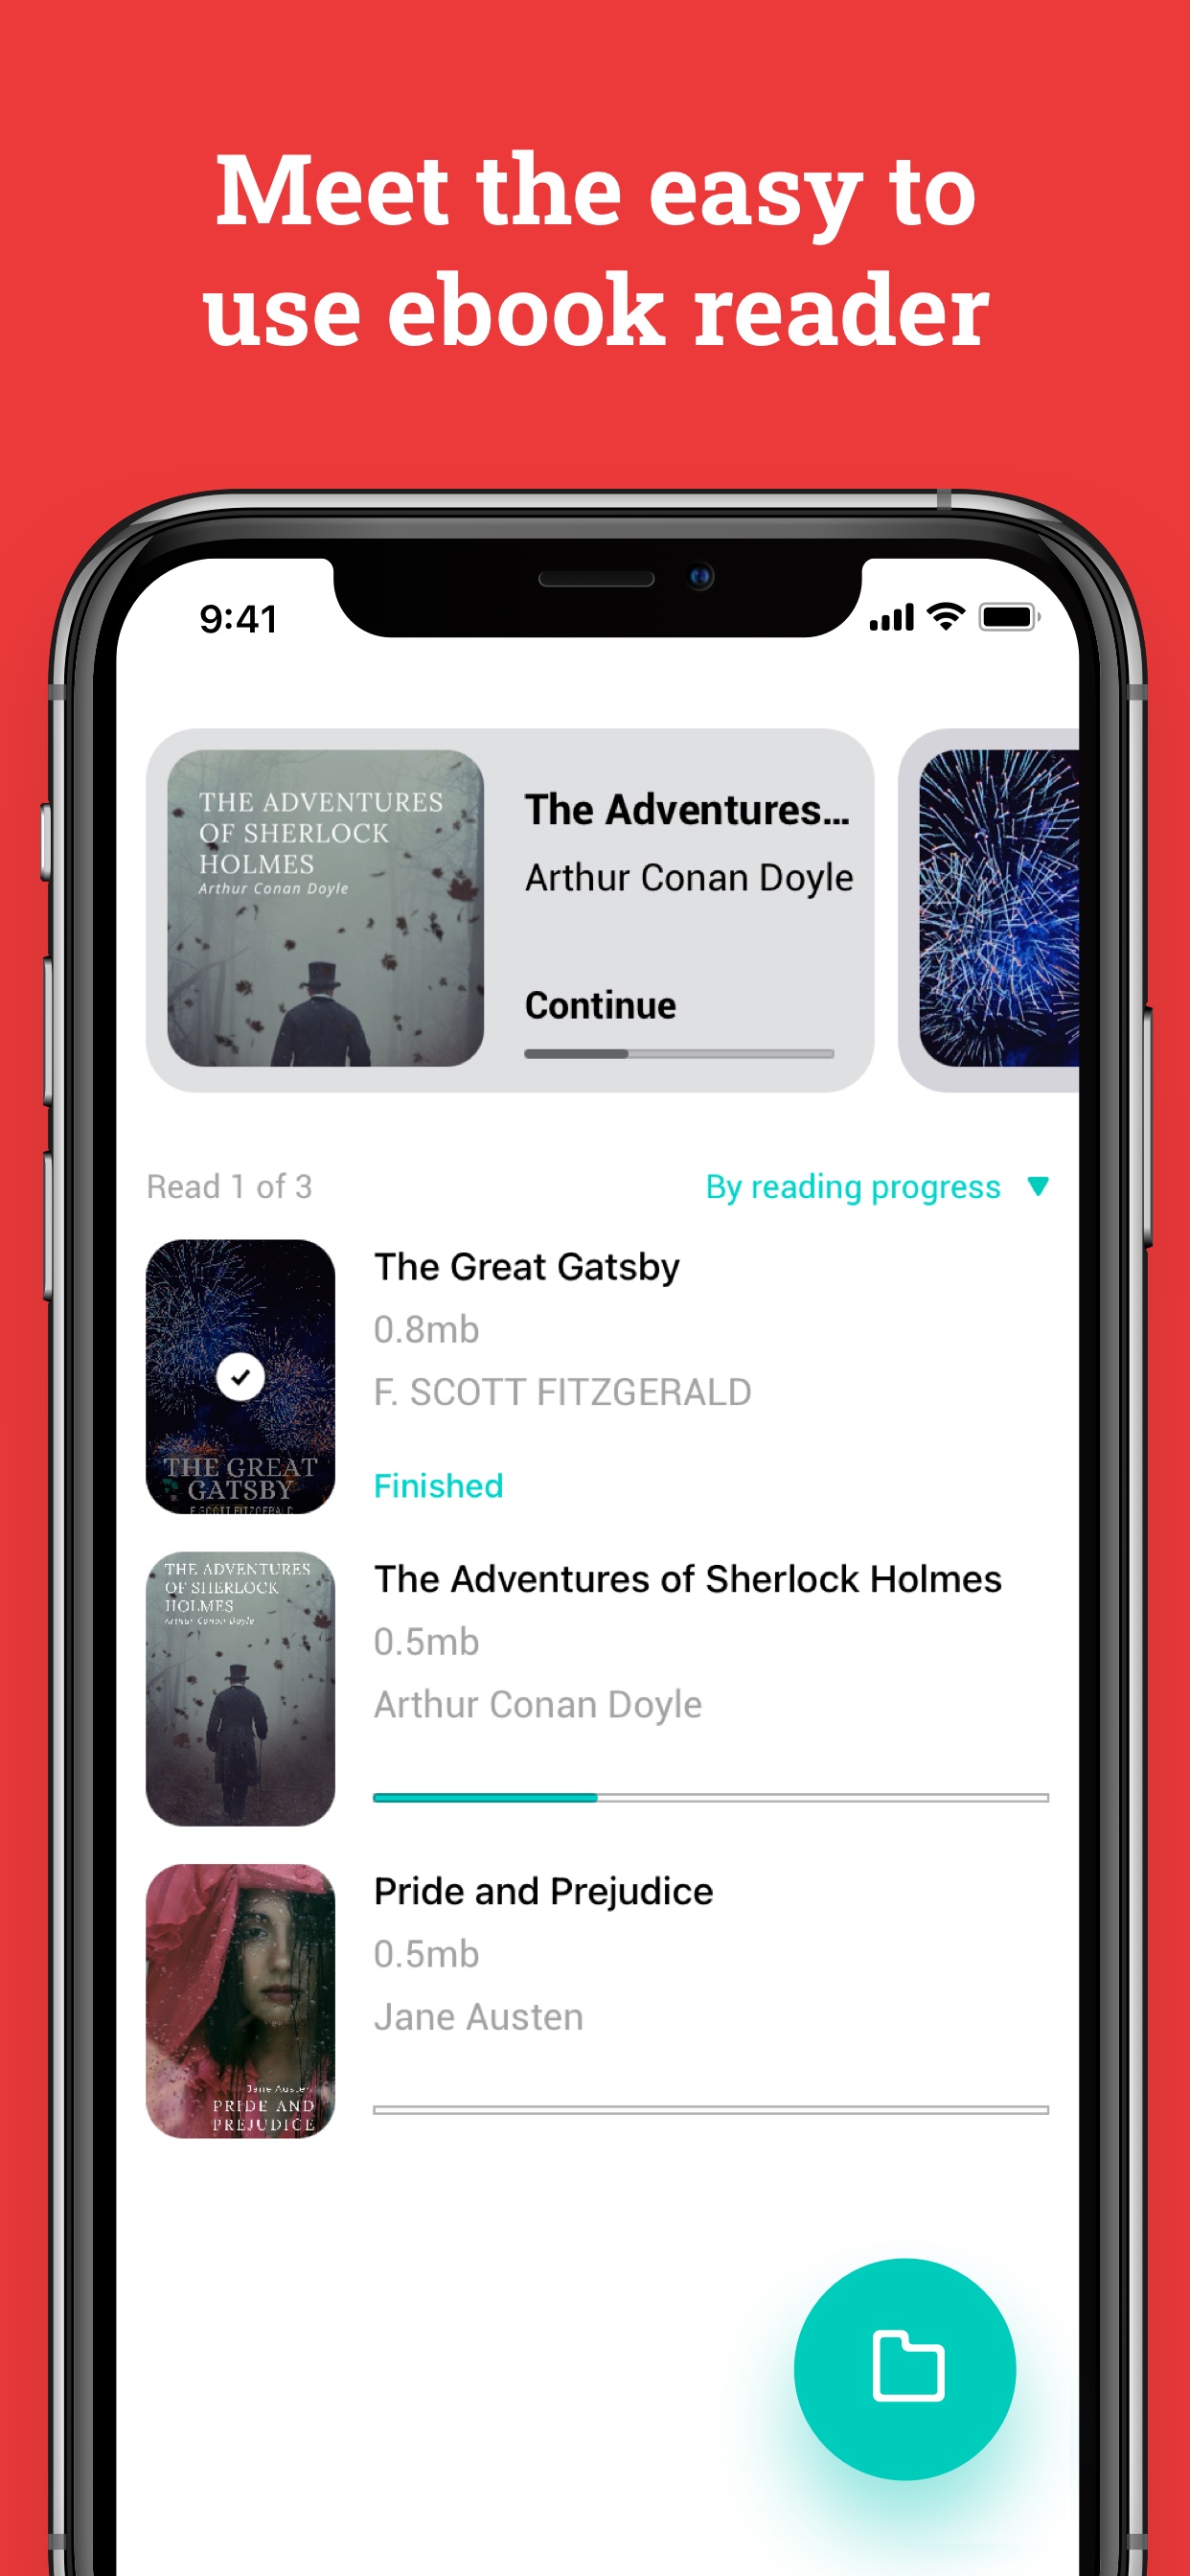 Meet the easy to
use ebook reader
9:41
THE ADVENTURES
OF SHERLOCK
HOLMES
Arthur Conan Doyle
The Adventures...
Arthur Conan Doyle
Continue
Read 1 of 3
By reading progress
THE GREAT
GATSBY
F. SCOTT FITZGERALD
The Great Gatsby
0.8mb
F. SCOTT FITZGERALD
Finished
THE ADVENTURES
OF SHERLOCK
HOLMES
Arthur Conan Doyle
The Adventures of Sherlock Holmes
0.5mb
Arthur Conan Doyle
Jane Austen
PRIDE AND
PREJUDICE
Pride and Prejudice
0.5mb
Jane Austen